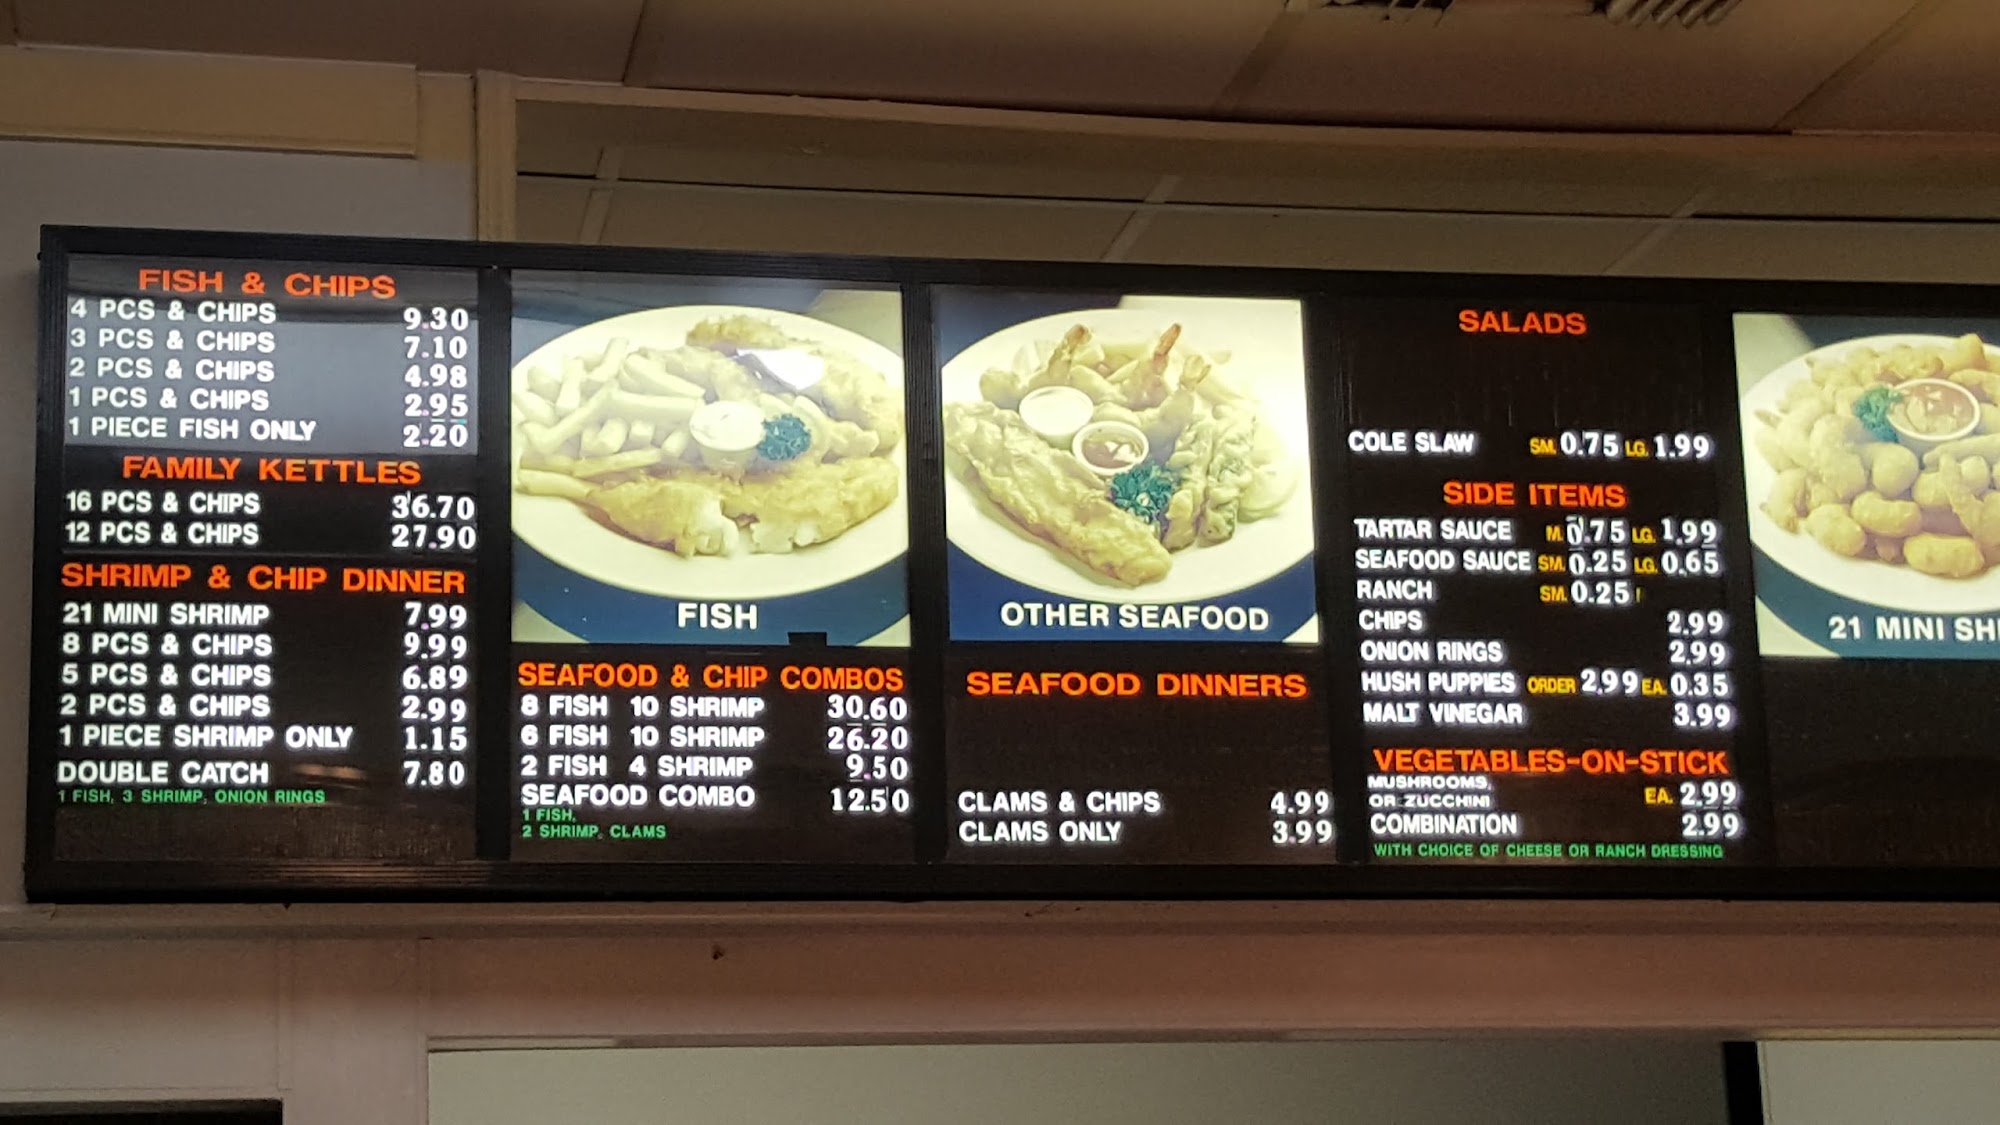 FISH & CHIPS
4 PCS & CHIPS 9.30
3 PCS & CHIPS 7.10
2 PCS & CHIPS 4.98
1 PCS & CHIPS 2.95
1 PIECE FISH ONLY 2.20
FAMILY KETTLES
16 PCS & CHIPS 36.70
12 PCS & CHIPS 27.90
SHRIMP & CHIP DINNER
21 MINI SHRIMP 7.99
8 PCS & CHIPS 9.99
5 PCS & CHIPS 6.89
2 PCS & CHIPS 2.99
1 PIECE SHRIMP ONLY 1.15
DOUBLE CATCH 7.80
1 FISH, 3 SHRIMP, ONION RINGS
FISH
SEAFOOD & CHIP COMBOS
8 FISH 10 SHRIMP 30.60
6 FISH 10 SHRIMP 26.20
2 FISH 4 SHRIMP 9.50
SEAFOOD COMBO 12.50
1 FISH,
2 SHRIMP, CLAMS
OTHER SEAFOOD
SEAFOOD DINNERS
CLAMS & CHIPS 4.99
CLAMS ONLY 3.99
SALADS
COLE SLAW SM. 0.75 LG. 1.99
SIDE ITEMS
TARTAR SAUCE M. 0.75 LG. 1.99
SEAFOOD SAUCE SM. 0.25 LG. 0.65
RANCH SM. 0.25
CHIPS 2.99
ONION RINGS 2.99
HUSH PUPPIES ORDER 2.99 EA. 0.35
MALT VINEGAR 3.99
VEGETABLES-ON-STICK
MUSHROOMS,
OR ZUCCHINI EA. 2.99
COMBINATION 2.99
WITH CHOICE OF CHEESE OR RANCH DRESSING
21 MINI SH